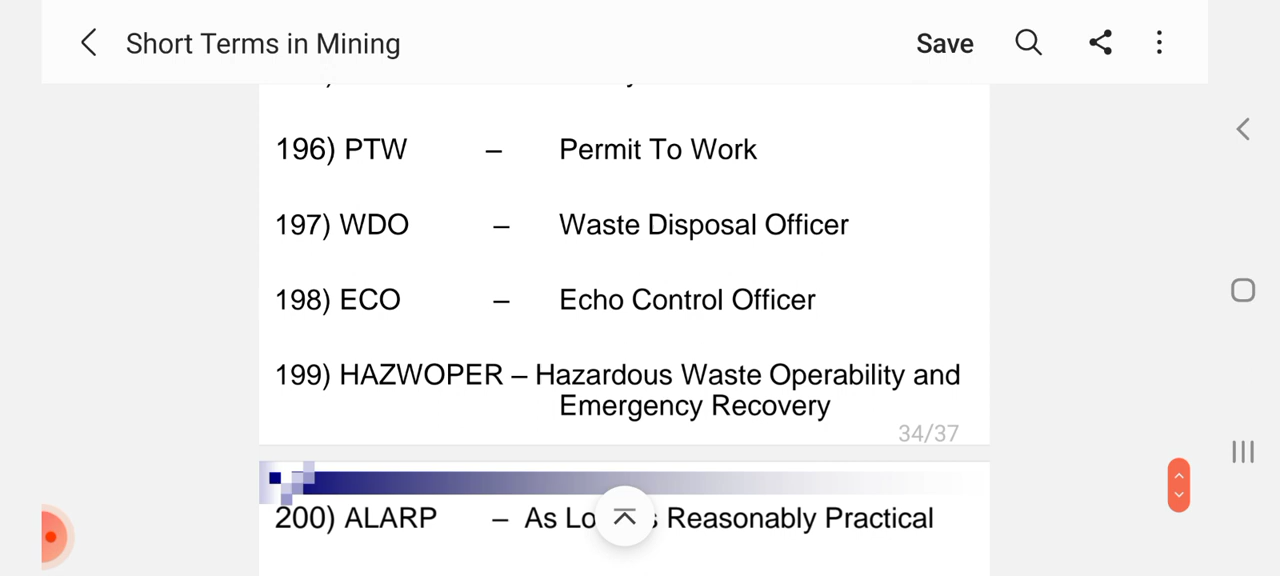 Short Terms in Mining Save
196) PTW – Permit To Work
197) WDO – Waste Disposal Officer
198) ECO – Echo Control Officer
199) HAZWOPER – Hazardous Waste Operability and
Emergency Recovery
34/37
200) ALARP – As Reasonably Practical